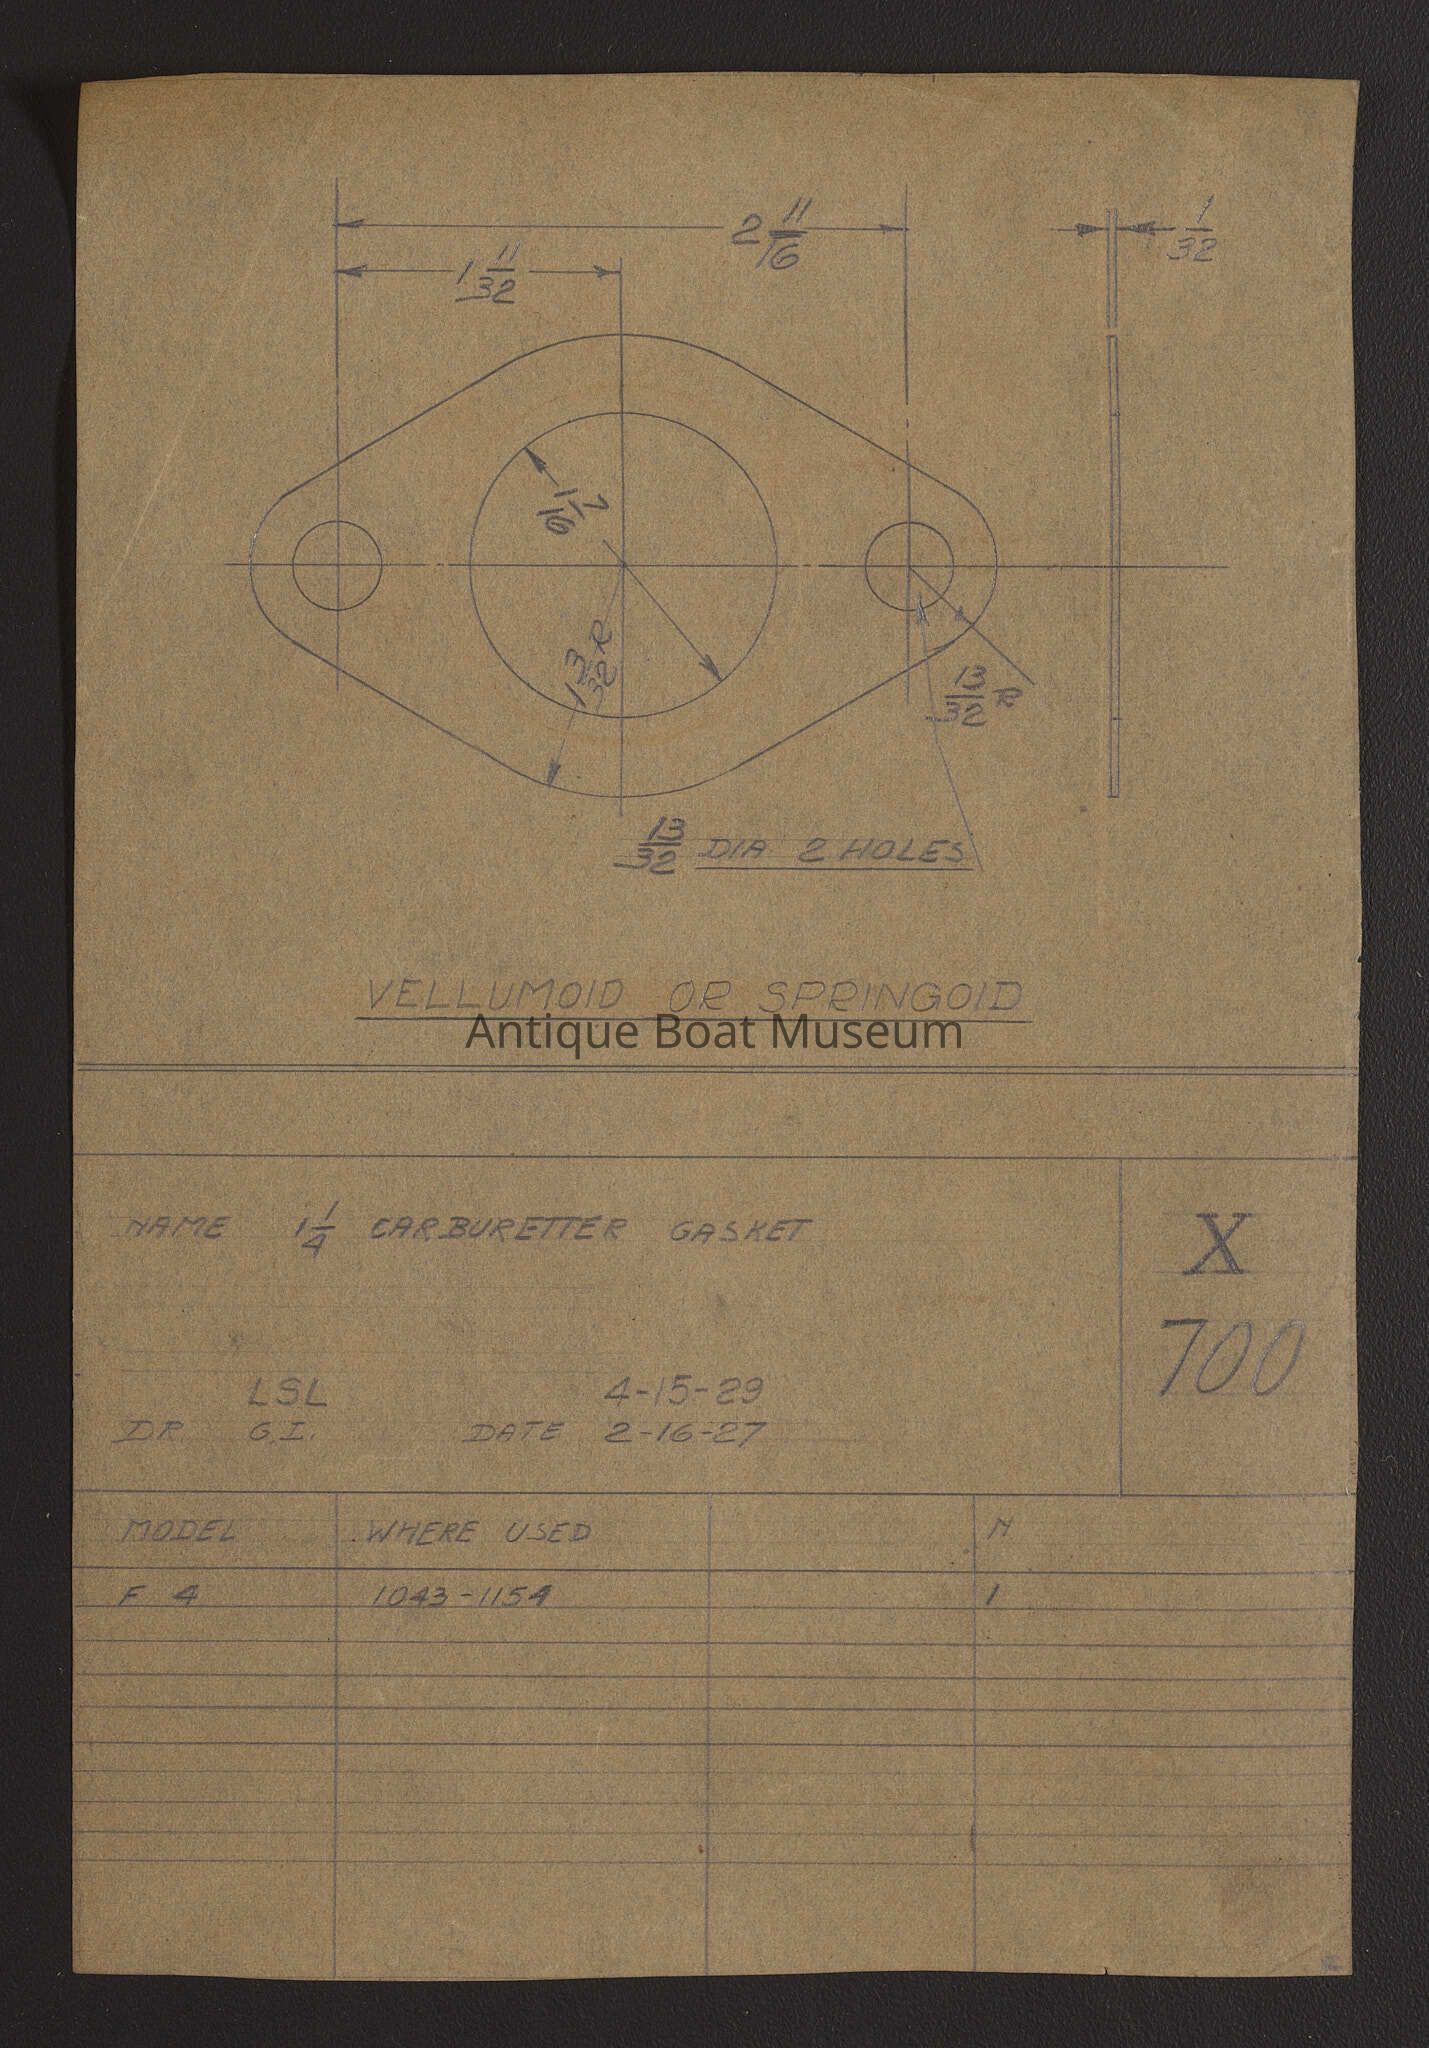 2 11/16
1/32
1 11/32
1 7/16
1 3/32 R
13/32 R
13/32 DIA 2 HOLES
VELLUMOID OR SPRINGOID
Antique Boat Museum
NAME 1 1/4 CARBURETTER GASKET
X
700
LSL 4-15-29
DR G.I. DATE 2-16-27
MODEL WHERE USED N
F 4 1043-1154 1